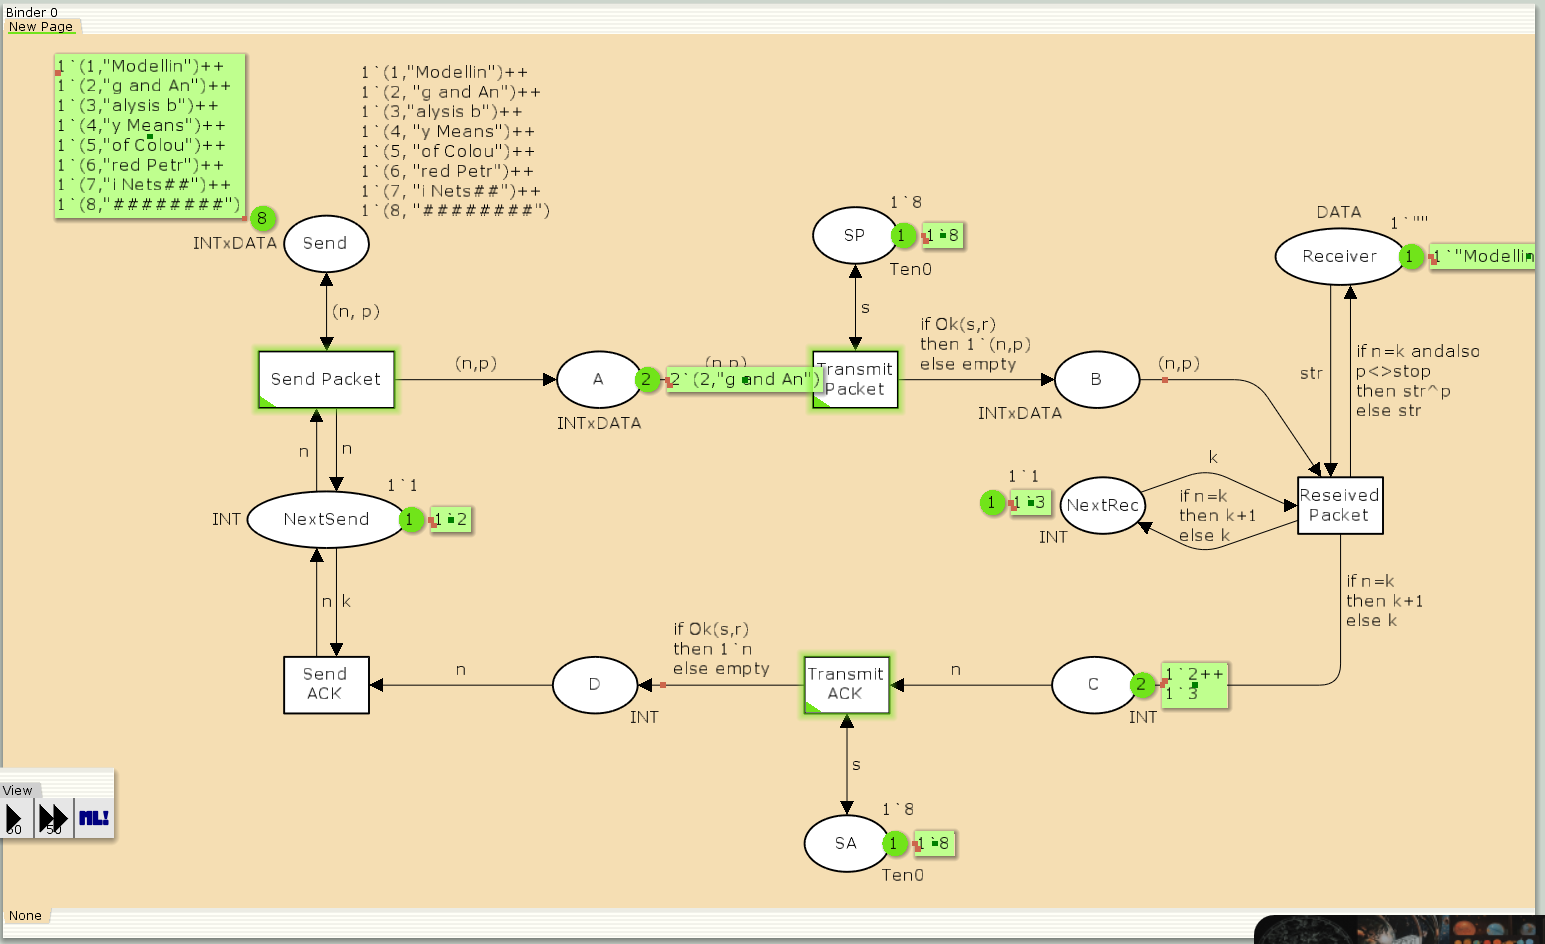 Binder 0
New Page
1`(1,"Modellin")++
1`(2,"g and An")++
1`(3,"alysis b")++
1`(4,"y Means")++
1`(5,"of Colou")++
1`(6,"red Petr")++
1`(7,"i Nets##")++
1`(8,"########")
8
INTxDATA
Send
1`(1,"Modellin")++
1`(2, "g and An")++
1`(3,"alysis b")++
1`(4, "y Means")++
1`(5, "of Colou")++
1`(6, "red Petr")++
1`(7, "i Nets##")++
1`(8, "########")
1`8
SP
1
1`8
Ten0
DATA
1`""
Receiver
1
1`"Modellin
(n, p)
s
if Ok(s,r)
then 1`(n,p)
else empty
str
if n=k andalso
p<>stop
then str^p
else str
Send Packet
(n,p)
A
2
(n,p)
2`(2,"g and An")
INTxDATA
Transmit
Packet
B
(n,p)
INTxDATA
n
n
1`1
INT
NextSend
1
1`2
1`1
1
1`3
NextRec
INT
k
if n=k
then k+1
else k
Reseived
Packet
n
k
if n=k
then k+1
else k
Send
ACK
n
D
INT
if Ok(s,r)
then 1`n
else empty
Transmit
ACK
n
C
2
1`2++
1`3
INT
s
1`8
SA
1
1`8
Ten0
View
50
ML!
None